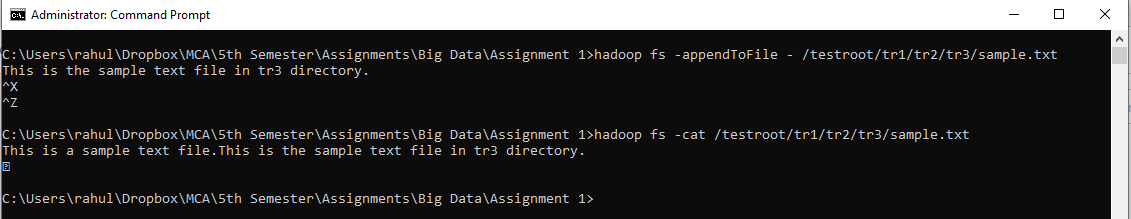 Administrator: Command Prompt
C:\Users\rahul\Dropbox\MCA\5th Semester\Assignments\Big Data\Assignment 1>hadoop fs -appendToFile - /testroot/tr1/tr2/tr3/sample.txt
This is the sample text file in tr3 directory.
^X
^Z
C:\Users\rahul\Dropbox\MCA\5th Semester\Assignments\Big Data\Assignment 1>hadoop fs -cat /testroot/tr1/tr2/tr3/sample.txt
This is a sample text file.This is the sample text file in tr3 directory.
C:\Users\rahul\Dropbox\MCA\5th Semester\Assignments\Big Data\Assignment 1>